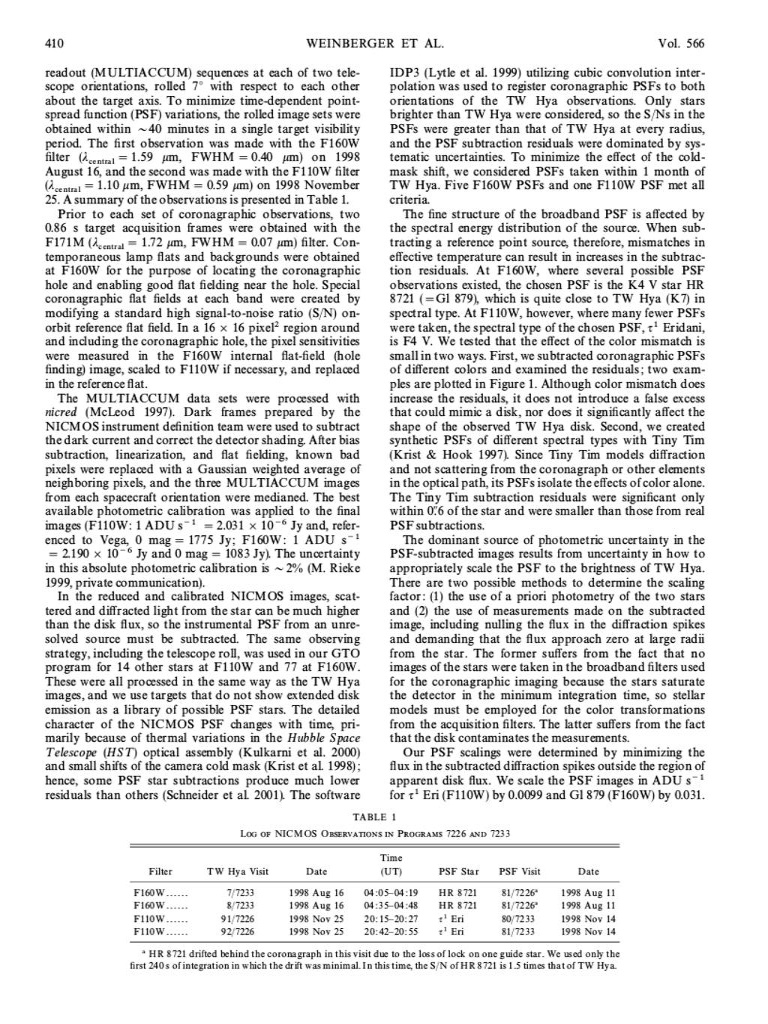 410
WEINBERGER ET AL.
Vol. 566
readout (MULTIACCUM) sequences at each of two tele-
scope orientations, rolled 7° with respect to each other
about the target axis. To minimize time-dependent point-
spread function (PSF) variations, the rolled image sets were
obtained within ~40 minutes in a single target visibility
period. The first observation was made with the F160W
filter (λcentral = 1.59 μm, FWHM = 0.40 μm) on 1998
August 16, and the second was made with the F110W filter
(λcentral = 1.10 μm, FWHM = 0.59 μm) on 1998 November
25. A summary of the observations is presented in Table 1.
Prior to each set of coronagraphic observations, two
0.86 s target acquisition frames were obtained with the
F171M (λcentral = 1.72 μm, FWHM = 0.07 μm) filter. Con-
temporaneous lamp flats and backgrounds were obtained
at F160W for the purpose of locating the coronagraphic
hole and enabling good flat fielding near the hole. Special
coronagraphic flat fields at each band were created by
modifying a standard high signal-to-noise ratio (S/N) on-
orbit reference flat field. In a 16 × 16 pixel² region around
and including the coronagraphic hole, the pixel sensitivities
were measured in the F160W internal flat-field (hole
finding) image, scaled to F110W if necessary, and replaced
in the reference flat.
The MULTIACCUM data sets were processed with
nicred (McLeod 1997). Dark frames prepared by the
NICMOS instrument definition team were used to subtract
the dark current and correct the detector shading. After bias
subtraction, linearization, and flat fielding, known bad
pixels were replaced with a Gaussian weighted average of
neighboring pixels, and the three MULTIACCUM images
from each spacecraft orientation were medianed. The best
available photometric calibration was applied to the final
images (F110W: 1 ADU s⁻¹ = 2.031 × 10⁻⁶ Jy and, refer-
enced to Vega, 0 mag = 1775 Jy; F160W: 1 ADU s⁻¹
= 2.190 × 10⁻⁶ Jy and 0 mag = 1083 Jy). The uncertainty
in this absolute photometric calibration is ~2% (M. Rieke
1999, private communication).
In the reduced and calibrated NICMOS images, scat-
tered and diffracted light from the star can be much higher
than the disk flux, so the instrumental PSF from an unre-
solved source must be subtracted. The same observing
strategy, including the telescope roll, was used in our GTO
program for 14 other stars at F110W and 77 at F160W.
These were all processed in the same way as the TW Hya
images, and we use targets that do not show extended disk
emission as a library of possible PSF stars. The detailed
character of the NICMOS PSF changes with time, pri-
marily because of thermal variations in the Hubble Space
Telescope (HST) optical assembly (Kulkarni et al. 2000)
and small shifts of the camera cold mask (Krist et al. 1998);
hence, some PSF star subtractions produce much lower
residuals than others (Schneider et al. 2001). The software
IDP3 (Lytle et al. 1999) utilizing cubic convolution inter-
polation was used to register coronagraphic PSFs to both
orientations of the TW Hya observations. Only stars
brighter than TW Hya were considered, so the S/Ns in the
PSFs were greater than that of TW Hya at every radius,
and the PSF subtraction residuals were dominated by sys-
tematic uncertainties. To minimize the effect of the cold-
mask shift, we considered PSFs taken within 1 month of
TW Hya. Five F160W PSFs and one F110W PSF met all
criteria.
The fine structure of the broadband PSF is affected by
the spectral energy distribution of the source. When sub-
tracting a reference point source, therefore, mismatches in
effective temperature can result in increases in the subtrac-
tion residuals. At F160W, where several possible PSF
observations existed, the chosen PSF is the K4 V star HR
8721 (=Gl 879), which is quite close to TW Hya (K7) in
spectral type. At F110W, however, where many fewer PSFs
were taken, the spectral type of the chosen PSF, τ¹ Eridani,
is F4 V. We tested that the effect of the color mismatch is
small in two ways. First, we subtracted coronagraphic PSFs
of different colors and examined the residuals; two exam-
ples are plotted in Figure 1. Although color mismatch does
increase the residuals, it does not introduce a false excess
that could mimic a disk, nor does it significantly affect the
shape of the observed TW Hya disk. Second, we created
synthetic PSFs of different spectral types with Tiny Tim
(Krist & Hook 1997). Since Tiny Tim models diffraction
and not scattering from the coronagraph or other elements
in the optical path, its PSFs isolate the effects of color alone.
The Tiny Tim subtraction residuals were significant only
within 0".6 of the star and were smaller than those from real
PSF subtractions.
The dominant source of photometric uncertainty in the
PSF-subtracted images results from uncertainty in how to
appropriately scale the PSF to the brightness of TW Hya.
There are two possible methods to determine the scaling
factor: (1) the use of a priori photometry of the two stars
and (2) the use of measurements made on the subtracted
image, including nulling the flux in the diffraction spikes
and demanding that the flux approach zero at large radii
from the star. The former suffers from the fact that no
images of the stars were taken in the broadband filters used
for the coronagraphic imaging because the stars saturate
the detector in the minimum integration time, so stellar
models must be employed for the color transformations
from the acquisition filters. The latter suffers from the fact
that the disk contaminates the measurements.
Our PSF scalings were determined by minimizing the
flux in the subtracted diffraction spikes outside the region of
apparent disk flux. We scale the PSF images in ADU s⁻¹
for τ¹ Eri (F110W) by 0.0099 and Gl 879 (F160W) by 0.031.
TABLE 1
LOG OF NICMOS OBSERVATIONS IN PROGRAMS 7226 AND 7233
Filter TW Hya Visit Date Time (UT) PSF Star PSF Visit Date
F160W...... 7/7233 1998 Aug 16 04:05–04:19 HR 8721 81/7226ᵃ 1998 Aug 11
F160W...... 8/7233 1998 Aug 16 04:35–04:48 HR 8721 81/7226ᵃ 1998 Aug 11
F110W...... 91/7226 1998 Nov 25 20:15–20:27 τ¹ Eri 80/7233 1998 Nov 14
F110W...... 92/7226 1998 Nov 25 20:42–20:55 τ¹ Eri 81/7233 1998 Nov 14
ᵃ HR 8721 drifted behind the coronagraph in this visit due to the loss of lock on one guide star. We used only the
first 240 s of integration in which the drift was minimal. In this time, the S/N of HR 8721 is 1.5 times that of TW Hya.